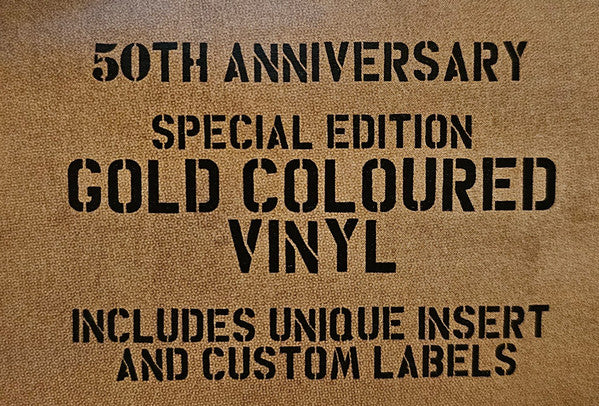 50TH ANNIVERSARY
SPECIAL EDITION
GOLD COLOURED
VINYL
INCLUDES UNIQUE INSERT
AND CUSTOM LABELS